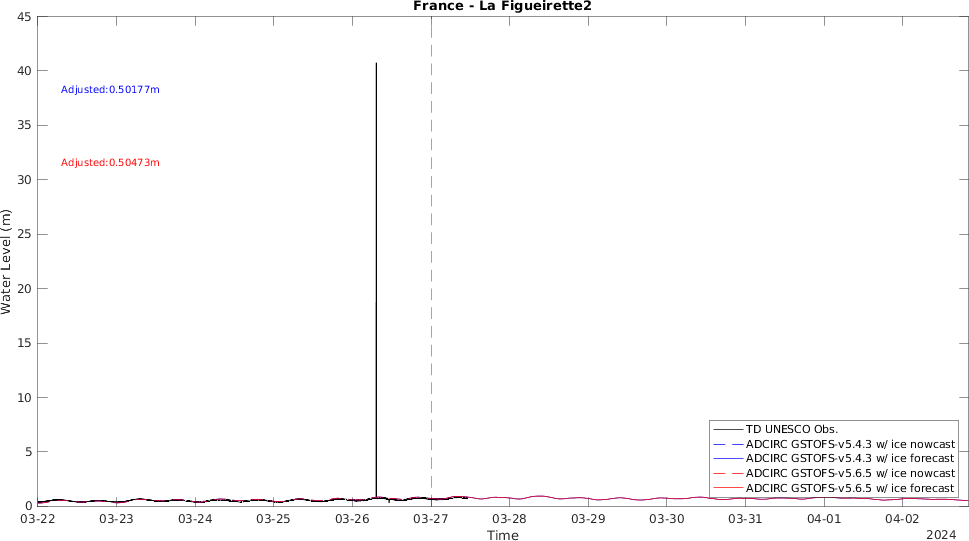 France - La Figueirette2
45
40
35
30
25
20
15
10
5
0
Water Level (m)
Adjusted:0.50177m
Adjusted:0.50473m
TD UNESCO Obs.
ADCIRC GSTOFS-v5.4.3 w/ ice nowcast
ADCIRC GSTOFS-v5.4.3 w/ ice forecast
ADCIRC GSTOFS-v5.6.5 w/ ice nowcast
ADCIRC GSTOFS-v5.6.5 w/ ice forecast
03-22 03-23 03-24 03-25 03-26 03-27 03-28 03-29 03-30 03-31 04-01 04-02
Time
2024